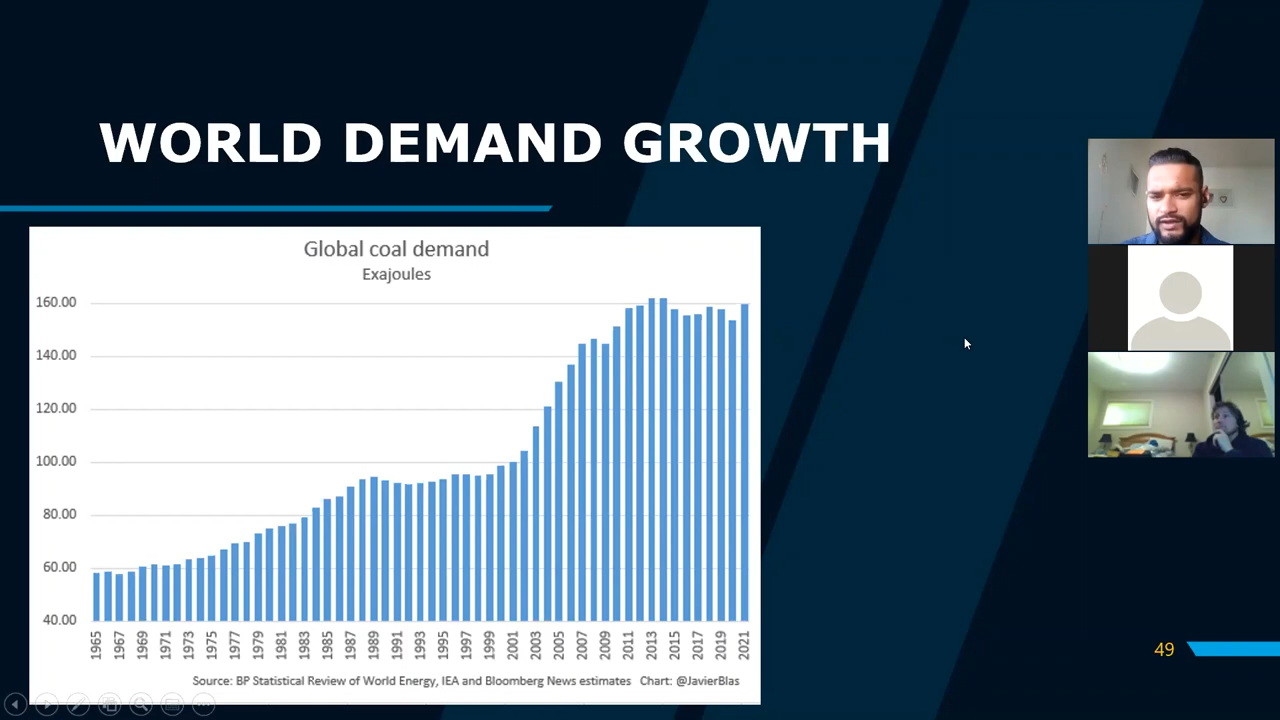 WORLD DEMAND GROWTH
Global coal demand
Exajoules
160.00
140.00
120.00
100.00
80.00
60.00
40.00
1965 1967 1969 1971 1973 1975 1977 1979 1981 1983 1985 1987 1989 1991 1993 1995 1997 1999 2001 2003 2005 2007 2009 2011 2013 2015 2017 2019 2021
Source: BP Statistical Review of World Energy, IEA and Bloomberg News estimates Chart: @JavierBlas
49